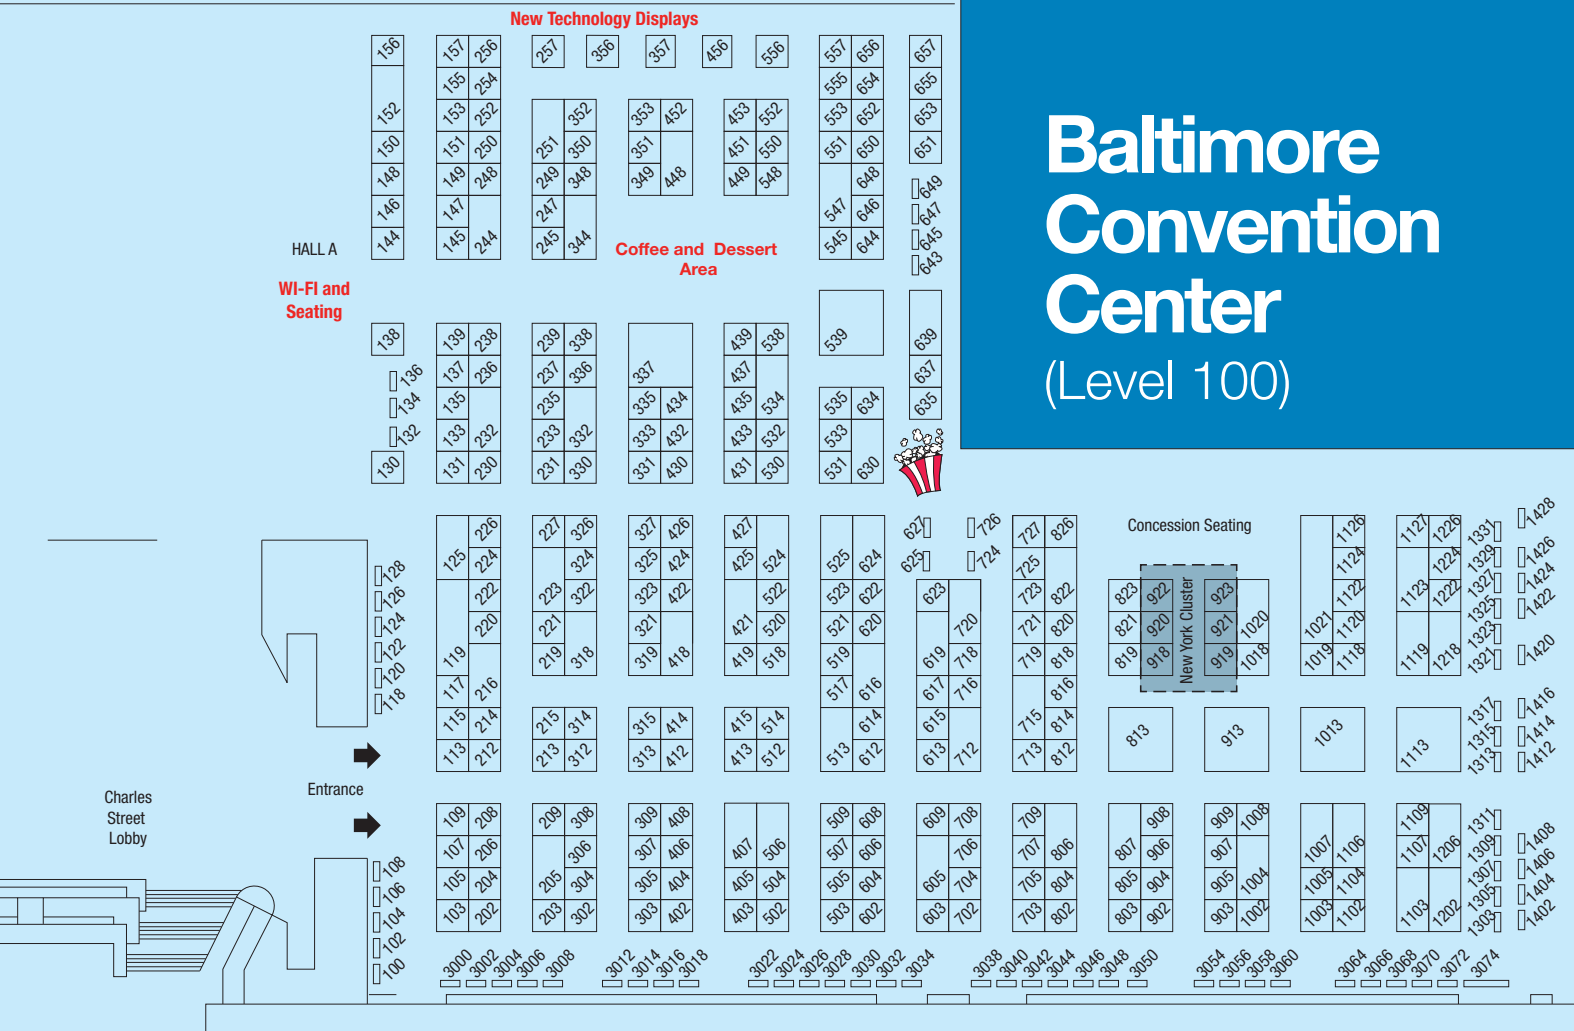 New Technology Displays
156 157 256 257 356 357 456 556 557 656 657
155 254 555 654 655
152 153 252 352 353 452 453 552 553 652 653
150 151 250 251 350 351 451 550 551 650 651
148 149 248 249 348 349 448 449 548 648 649
146 147 247 547 646 647
144 145 244 245 344 545 644 645
643
HALL A
Coffee and Dessert
Area
WI-FI and
Seating
Baltimore
Convention
Center
(Level 100)
138 139 238 239 338 439 538 539 639
136 137 236 237 336 337 437 637
134 135 235 335 434 435 534 535 634 635
132 133 232 233 332 333 432 433 532 533
130 131 230 231 330 331 430 431 530 531 630
Concession Seating
226 326 327 426 427 627 726 727 826 1126 1127 1226 1331 1428
128 125 224 324 325 424 425 524 525 624 625 724 725 1124 1224 1329 1426
126 222 223 322 323 422 522 523 622 623 723 822 823 922 923 1122 1123 1222 1327 1424
124 220 221 321 421 520 521 620 720 721 820 821 920 921 1020 1021 1120 1325 1422
New York Cluster
122 119 219 318 319 418 419 518 519 619 718 719 818 819 918 919 1018 1019 1118 1119 1218 1323 1321 1420
120 117 216 517 616 617 716 816
118 115 214 215 314 315 414 415 514 614 615 715 814 813 913 1013 1317 1416
1315 1414
113 212 213 312 313 412 413 512 513 612 613 712 713 812 1113 1313 1412
Entrance
Charles
Street
Lobby
109 208 209 308 309 408 509 608 609 708 709 908 909 1008 1109 1311
107 206 306 307 406 407 506 507 606 706 707 806 807 906 907 1007 1106 1107 1206 1309 1408
108 105 204 205 304 305 404 405 504 505 604 605 704 705 804 805 904 905 1004 1005 1104 1307 1406
106 1305 1404
104 103 202 203 302 303 402 403 502 503 602 603 702 703 802 803 902 903 1002 1003 1102 1103 1202 1303 1402
102
100
3000 3002 3004 3006 3008 3012 3014 3016 3018 3022 3024 3026 3028 3030 3032 3034 3038 3040 3042 3044 3046 3048 3050 3054 3056 3058 3060 3064 3066 3068 3070 3072 3074